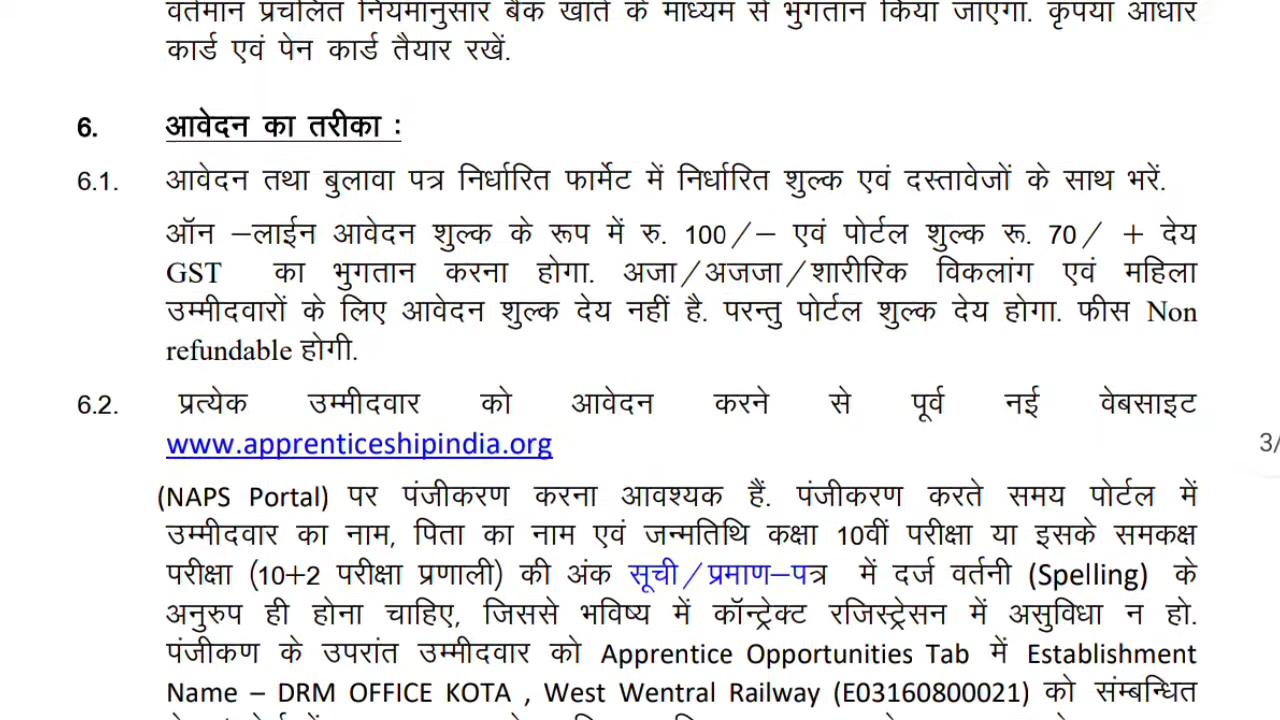 वर्तमान प्रचलित नियमानुसार बैंक खाते के माध्यम से भुगतान किया जाएगा. कृपया आधार
कार्ड एवं पेन कार्ड तैयार रखें.
6. आवेदन का तरीका :
6.1. आवेदन तथा बुलावा पत्र निर्धारित फार्मेट में निर्धारित शुल्क एवं दस्तावेजों के साथ भरें.
ऑन –लाईन आवेदन शुल्क के रूप में रु. 100/– एवं पोर्टल शुल्क रू. 70/ + देय
GST का भुगतान करना होगा. अजा/अजजा/शारीरिक विकलांग एवं महिला
उम्मीदवारों के लिए आवेदन शुल्क देय नहीं है. परन्तु पोर्टल शुल्क देय होगा. फीस Non
refundable होगी.
6.2. प्रत्येक उम्मीदवार को आवेदन करने से पूर्व नई वेबसाइट
www.apprenticeshipindia.org
3/
(NAPS Portal) पर पंजीकरण करना आवश्यक हैं. पंजीकरण करते समय पोर्टल में
उम्मीदवार का नाम, पिता का नाम एवं जन्मतिथि कक्षा 10वीं परीक्षा या इसके समकक्ष
परीक्षा (10+2 परीक्षा प्रणाली) की अंक सूची/प्रमाण–पत्र में दर्ज वर्तनी (Spelling) के
अनुरुप ही होना चाहिए, जिससे भविष्य में कॉन्ट्रेक्ट रजिस्ट्रेसन में असुविधा न हो.
पंजीकण के उपरांत उम्मीदवार को Apprentice Opportunities Tab में Establishment
Name – DRM OFFICE KOTA , West Wentral Railway (E03160800021) को संम्बन्धित